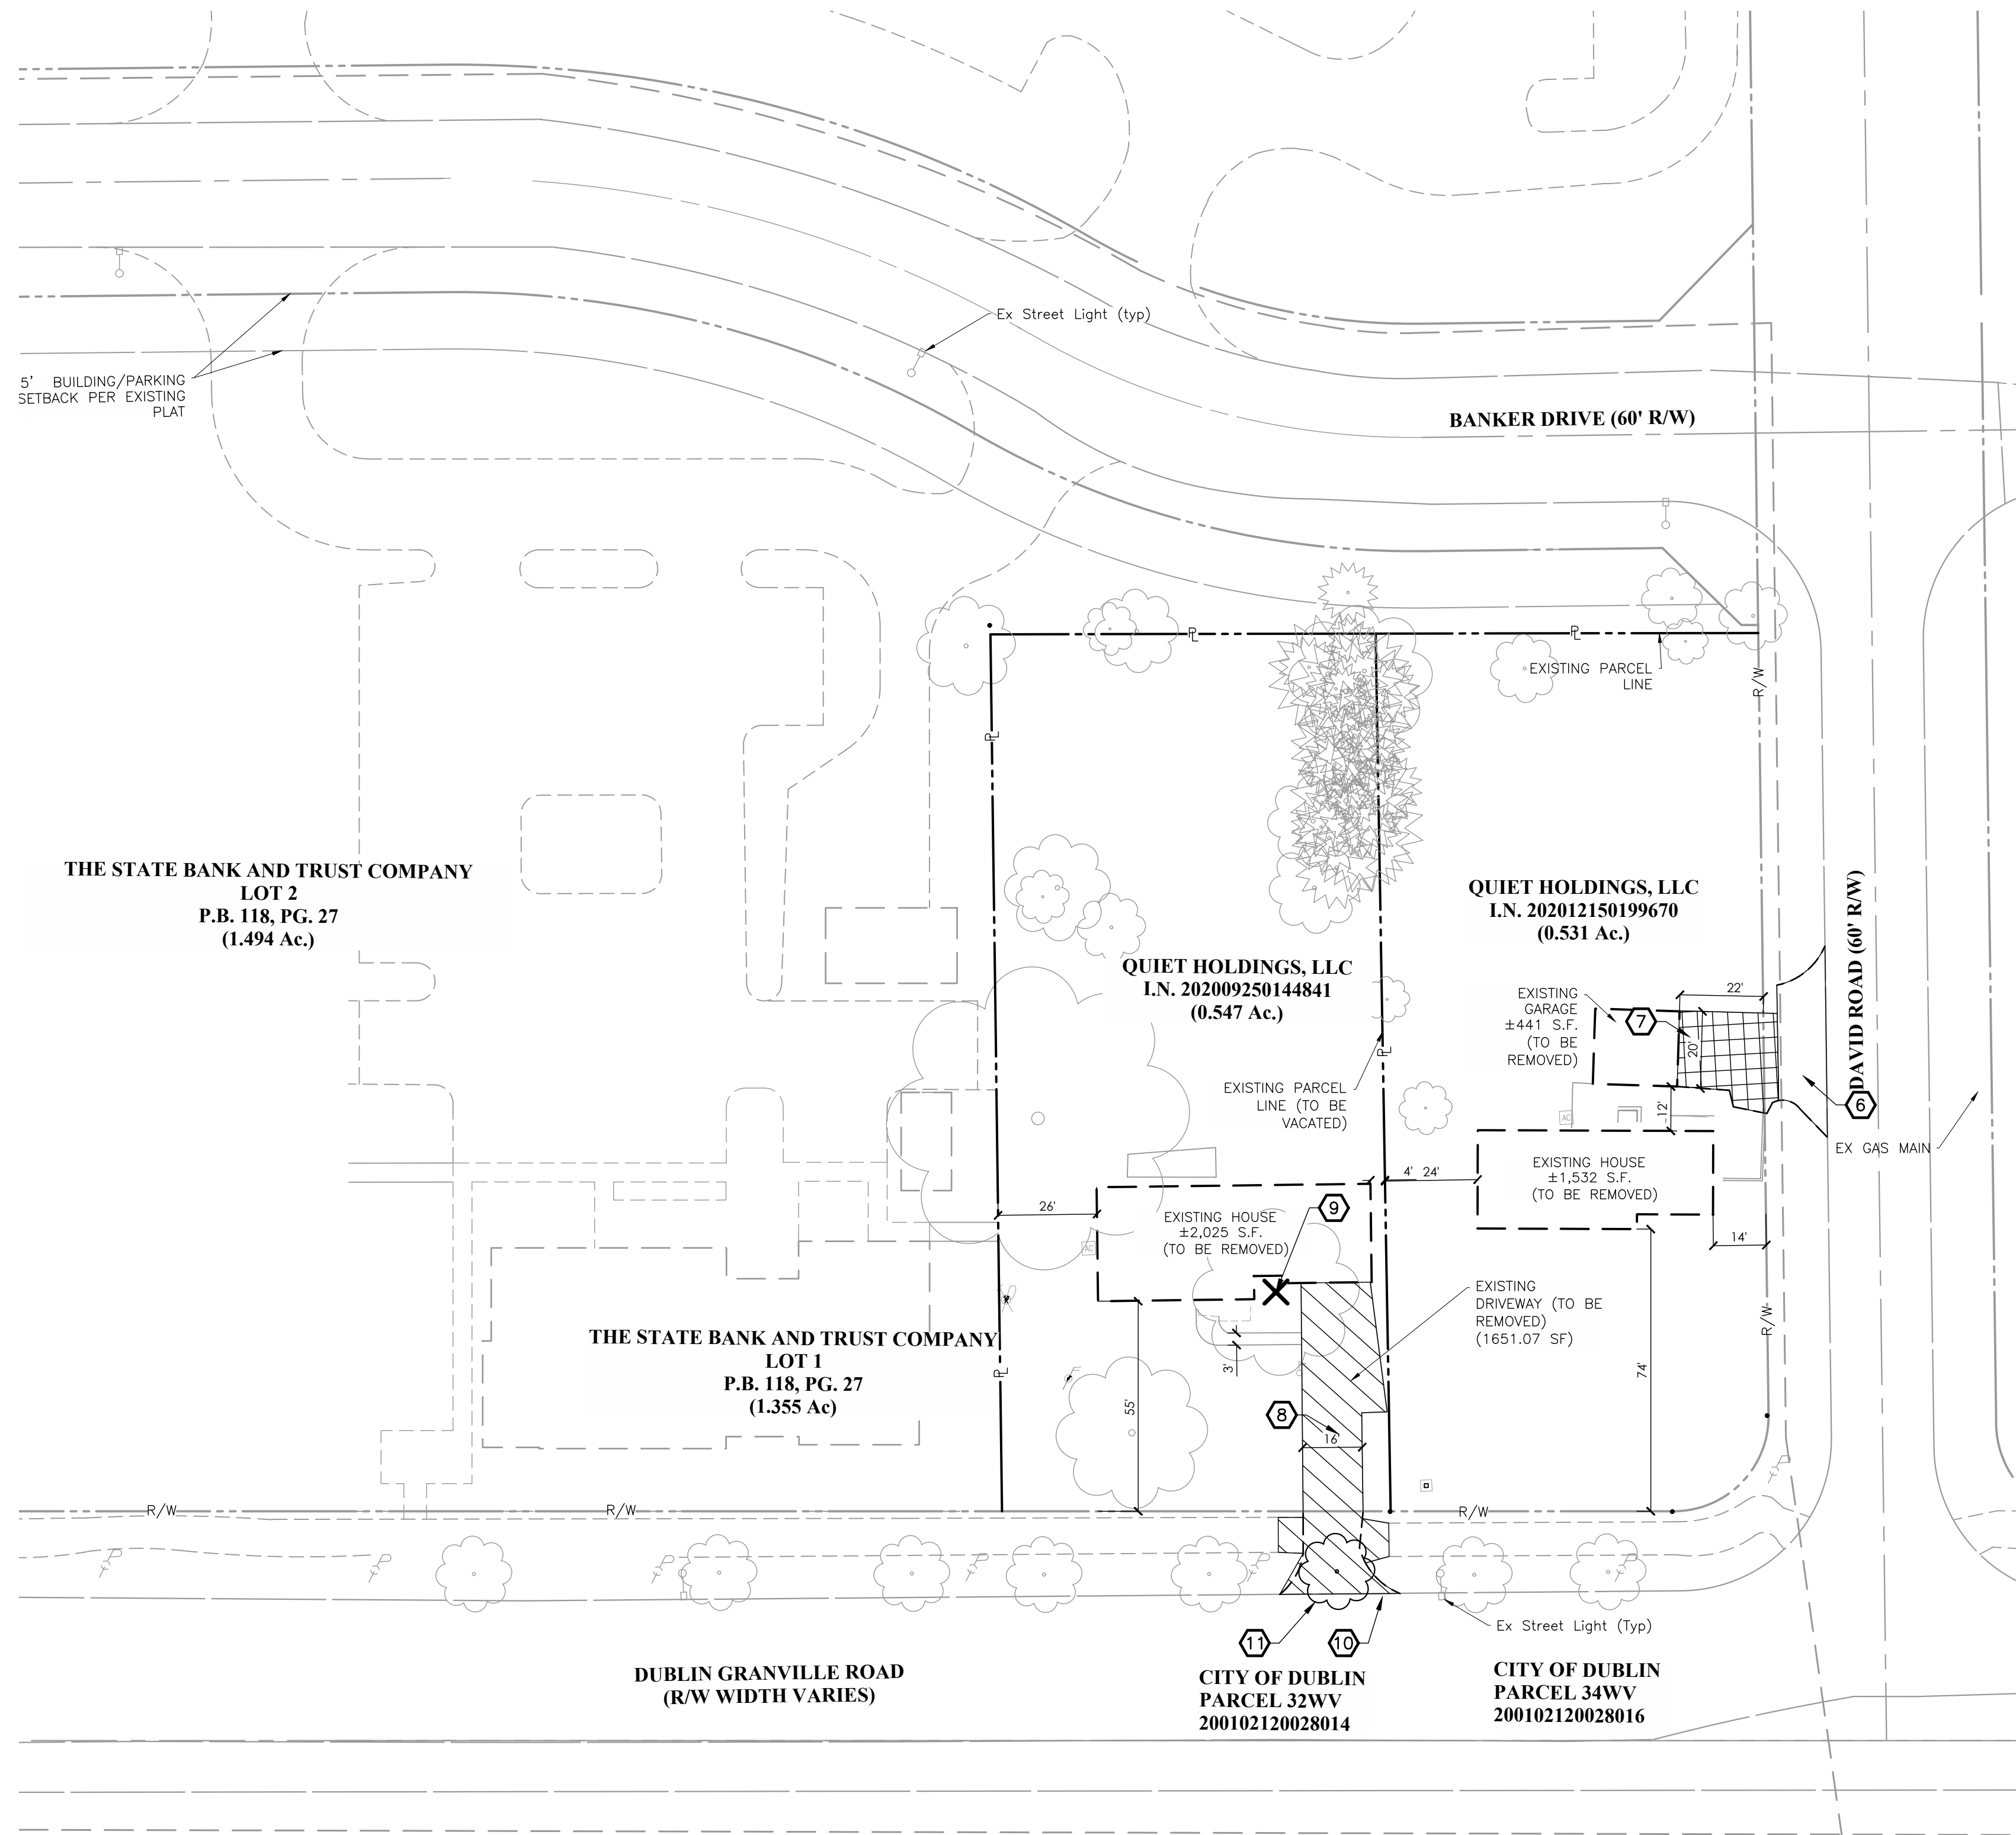 Ex Street Light (typ)
5' BUILDING/PARKING
SETBACK PER EXISTING
PLAT
BANKER DRIVE (60' R/W)
PL
PL
EXISTING PARCEL
LINE
R/W
PL
THE STATE BANK AND TRUST COMPANY
LOT 2
P.B. 118, PG. 27
(1.494 Ac.)
QUIET HOLDINGS, LLC
I.N. 202012150199670
(0.531 Ac.)
DAVID ROAD (60' R/W)
QUIET HOLDINGS, LLC
I.N. 202009250144841
(0.547 Ac.)
EXISTING
GARAGE
±441 S.F.
(TO BE
REMOVED)
7
22'
20'
PL
6
12'
AC
EXISTING PARCEL
LINE (TO BE
VACATED)
EX GAS MAIN
EXISTING HOUSE
±1,532 S.F.
(TO BE REMOVED)
4' 24'
26'
9
EXISTING HOUSE
±2,025 S.F.
(TO BE REMOVED)
AC
14'
EXISTING
DRIVEWAY (TO BE
REMOVED)
(1651.07 SF)
R/W
THE STATE BANK AND TRUST COMPANY
LOT 1
P.B. 118, PG. 27
(1.355 Ac)
PL
3'
74'
55'
8
16'
R/W
R/W
R/W
Ex Street Light (Typ)
11
10
DUBLIN GRANVILLE ROAD
(R/W WIDTH VARIES)
CITY OF DUBLIN
PARCEL 32WV
200102120028014
CITY OF DUBLIN
PARCEL 34WV
200102120028016